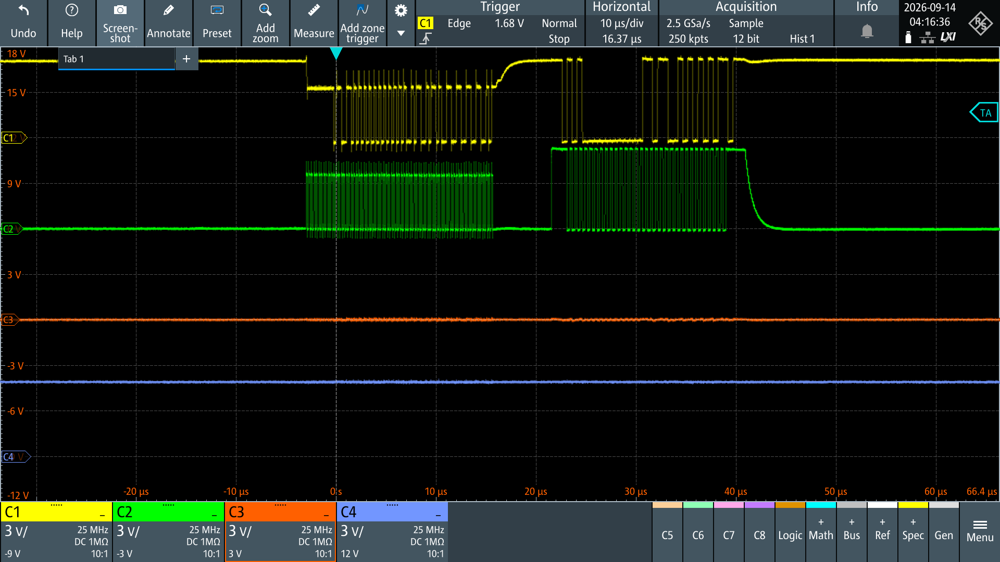 Undo
Help
Screen-
shot
Annotate
Preset
Add
zoom
Measure
Add zone
trigger
Trigger
C1 Edge 1.68 V Normal
Stop
Horizontal
10 µs/div
16.37 µs
Acquisition
2.5 GSa/s Sample
250 kpts 12 bit Hist 1
Info
2026-09-14
04:16:36
LXI
R S
Tab 1 +
18 V
15 V
C1
9 V
C2
3 V
C3
-3 V
-6 V
C4
-12 V
TA
-20 µs -10 µs 0 s 10 µs 20 µs 30 µs 40 µs 50 µs 60 µs 66.4 µs
C1
3 V/ 25 MHz
DC 1MΩ
-9 V 10:1
C2
3 V/ 25 MHz
DC 1MΩ
-3 V 10:1
C3
3 V/ 25 MHz
DC 1MΩ
3 V 10:1
C4
3 V/ 25 MHz
DC 1MΩ
12 V 10:1
C5
C6
C7
C8
Logic
+
Math
+
Bus
+
Ref
+
Spec
Gen
Menu